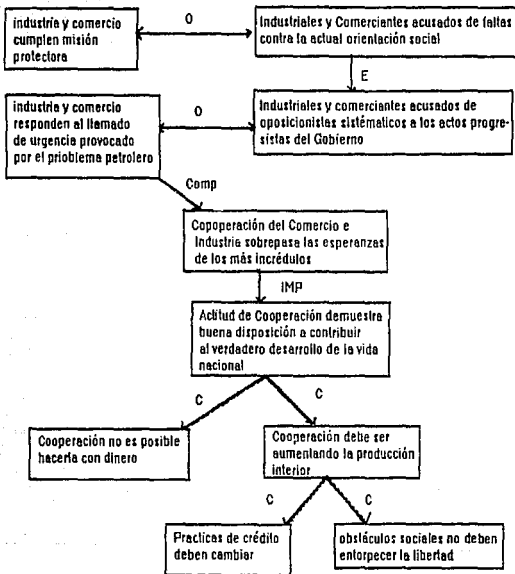 industria y comercio
cumplen misión
protectora
O
Industriales y Comerciantes acusados de faltas
contra la actual orientación social
E
industria y comercio
responden al llamado
de urgencia provocado
por el prioblema petrolero
O
Industriales y comerciantes acusados de
oposicionistas sistématicos a los actos progre-
sistas del Gobierno
Comp
Copoperación del Comercio e
Industria sobrepasa las esperanzas
de los más incrédulos
IMP
Actitud de Cooperación demuestra
buena disposición a contribuir
al verdadero desarrollo de la vida
nacional
C
C
Cooperación no es posible
hacerla con dinero
Cooperación debe ser
aumentando la producción
interior
C
C
Practicas de crédito
deben cambiar
obstáculos sociales no deben
entorpecer la libertad